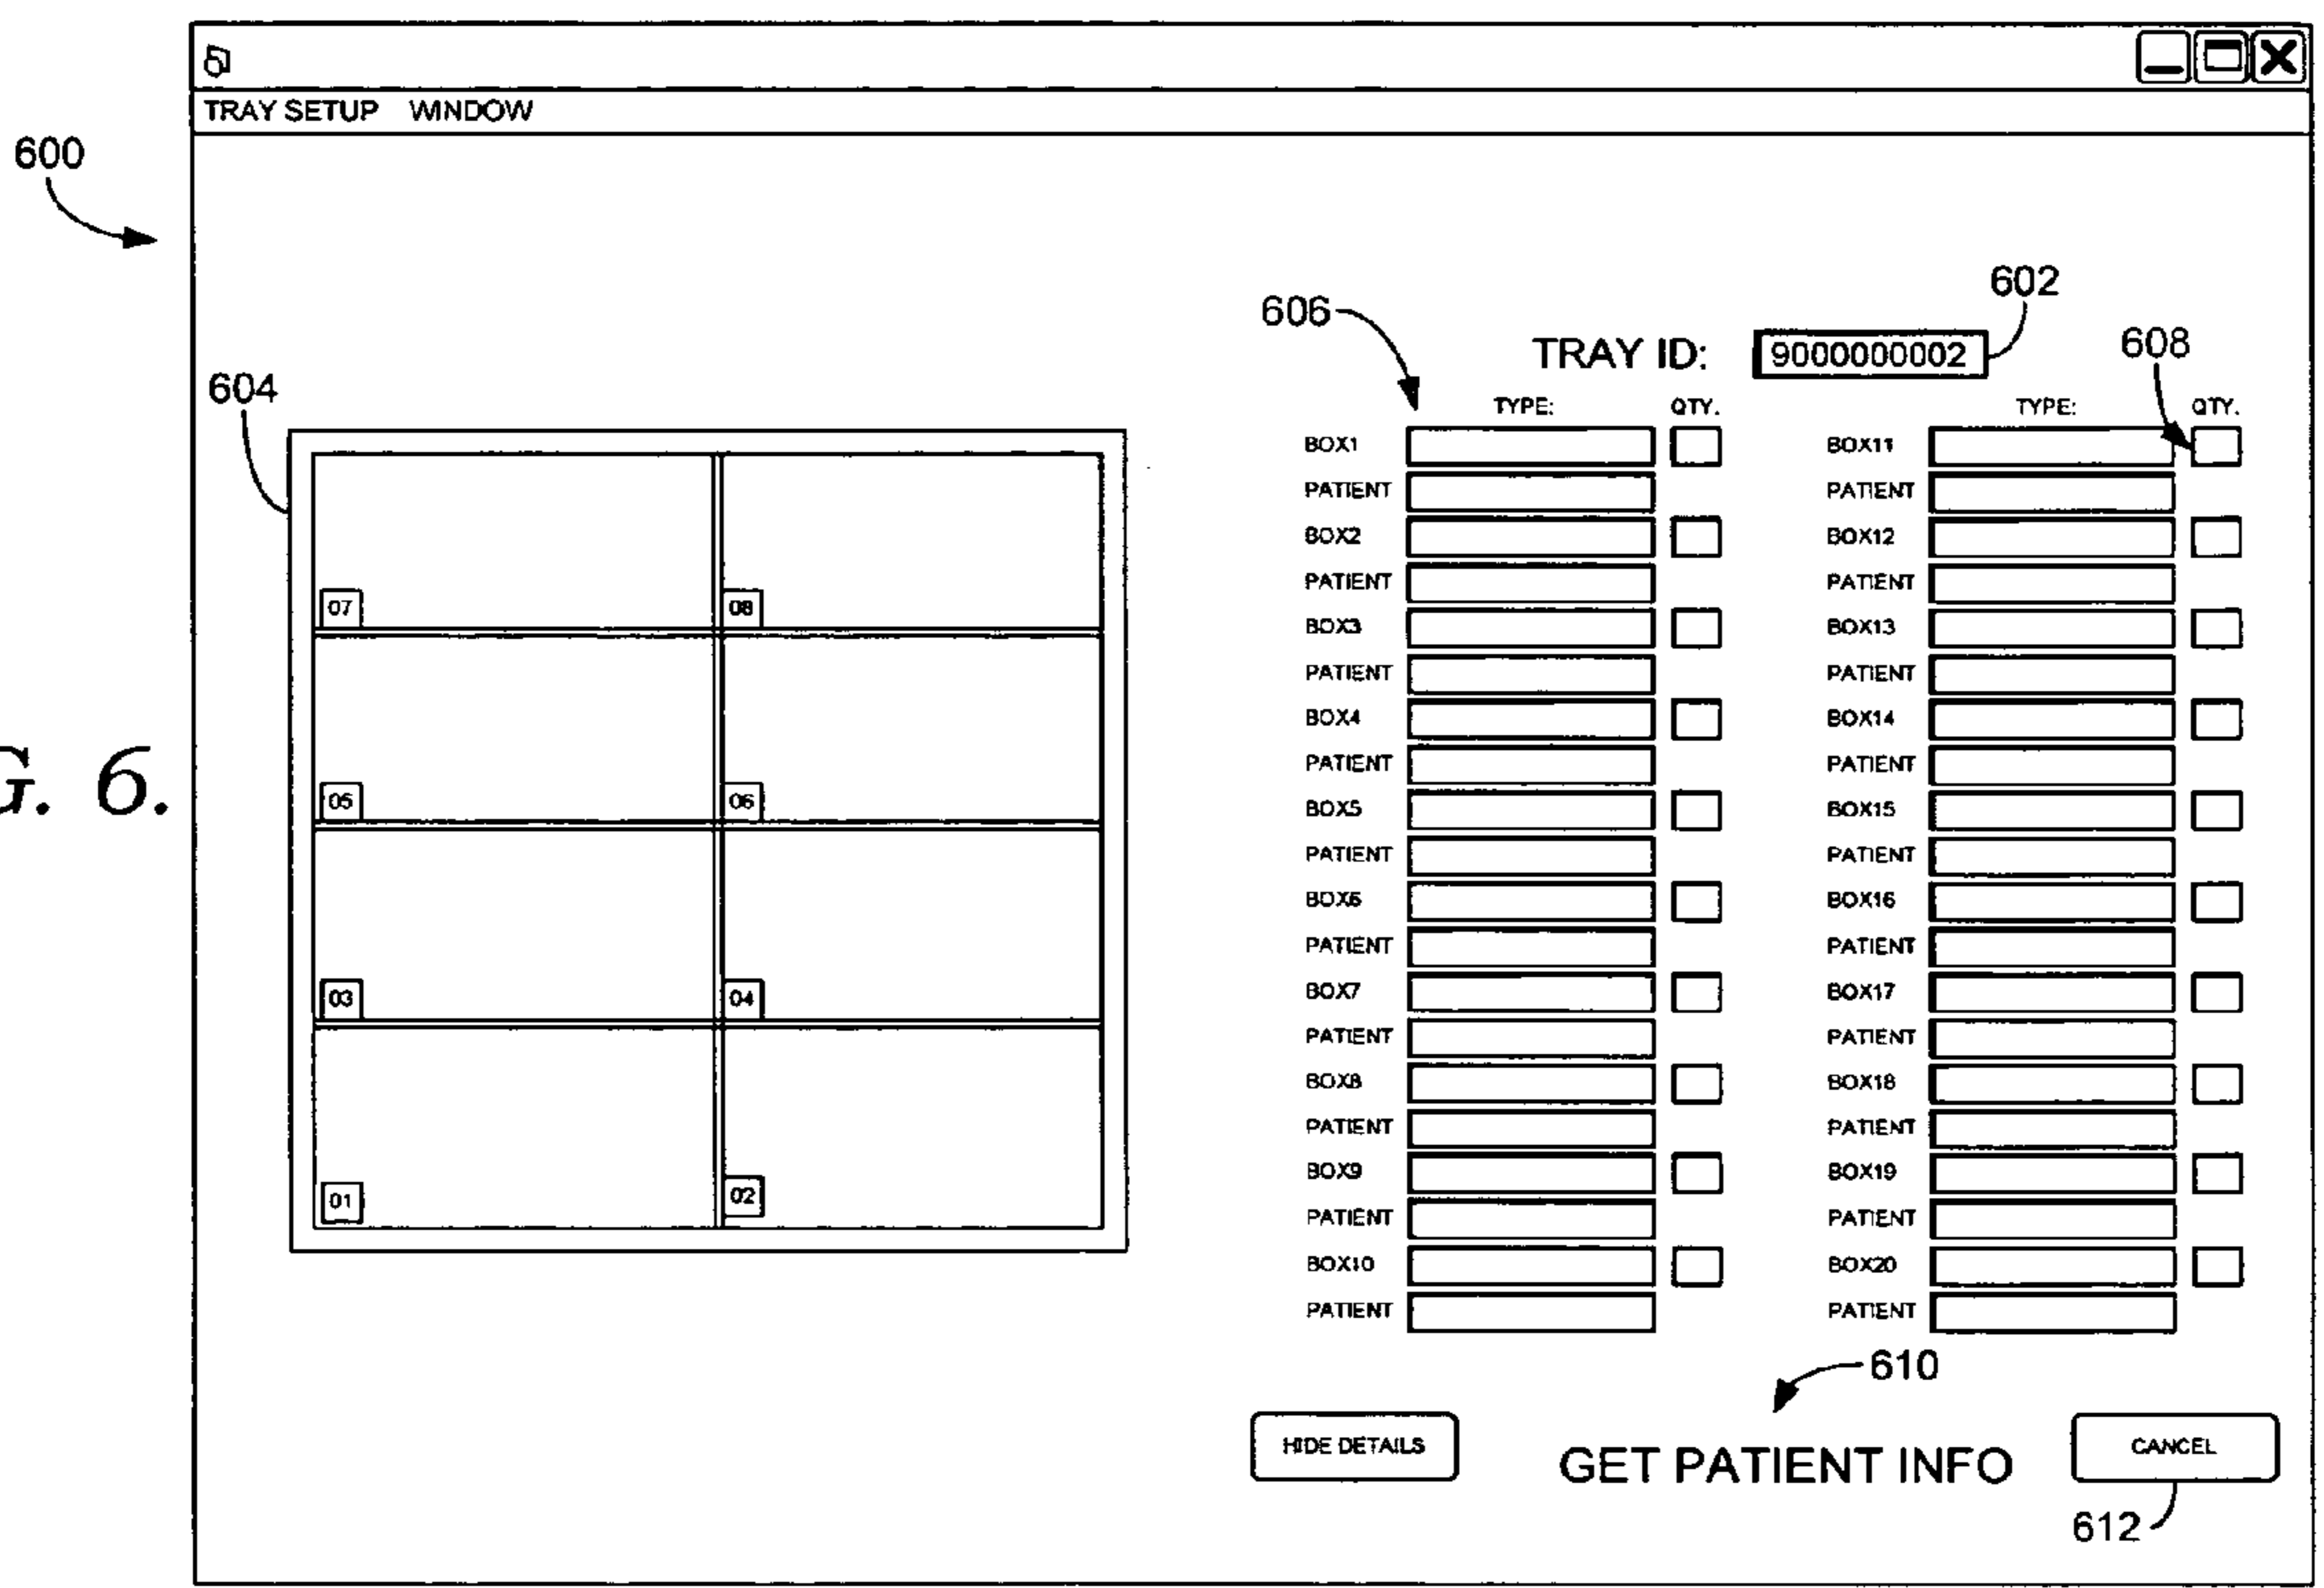 TRAY SETUP WINDOW
600
602
606
TRAY ID: 9000000002
608
604
TYPE: QTY. TYPE: QTY.
BOX1 BOX11
PATIENT PATIENT
BOX2 BOX12
PATIENT PATIENT
07 08
BOX3 BOX13
PATIENT PATIENT
BOX4 BOX14
PATIENT PATIENT
G. 6.
05 06
BOX5 BOX15
PATIENT PATIENT
BOX6 BOX16
PATIENT PATIENT
03 04
BOX7 BOX17
PATIENT PATIENT
BOX8 BOX18
PATIENT PATIENT
01 02
BOX9 BOX19
PATIENT PATIENT
BOX10 BOX20
PATIENT PATIENT
610
HIDE DETAILS GET PATIENT INFO CANCEL
612